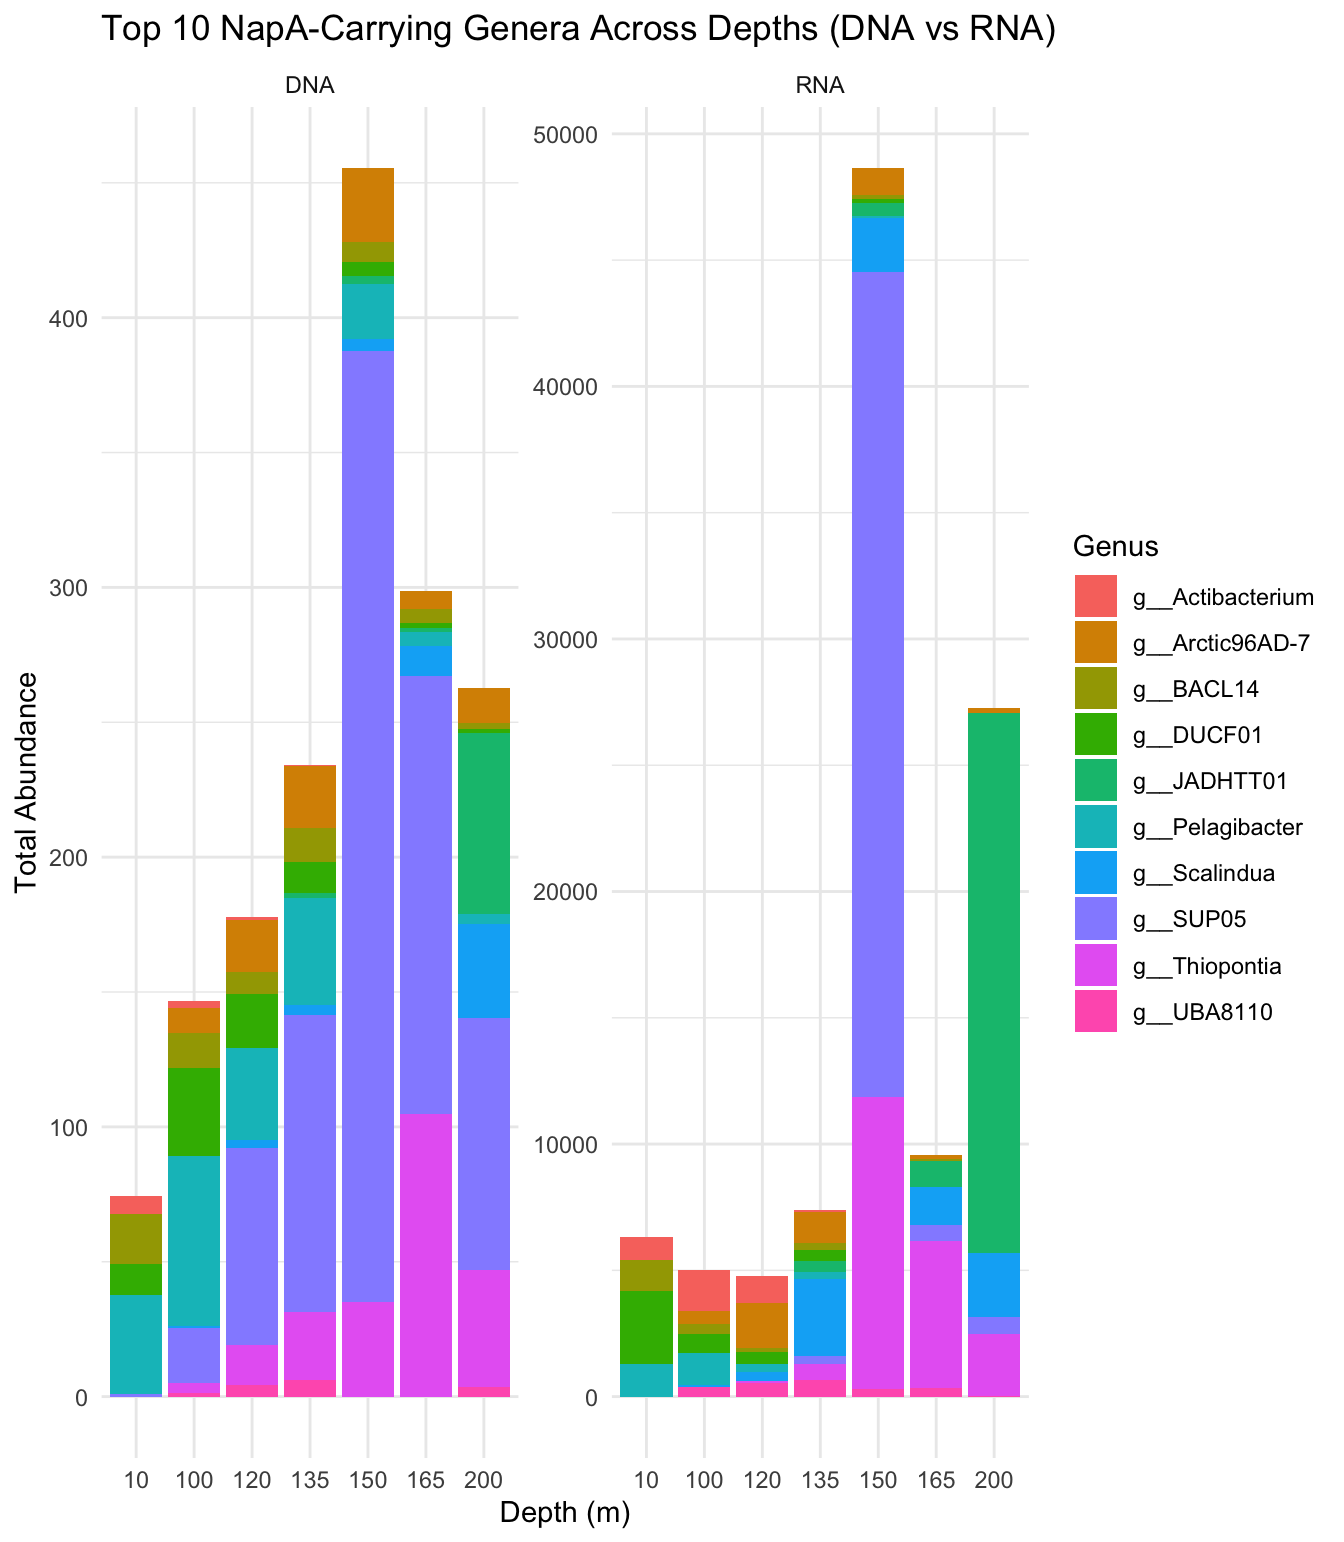 Top 10 NapA-Carrying Genera Across Depths (DNA vs RNA)
DNA
RNA
Total Abundance
400
300
200
100
0
50000
40000
30000
20000
10000
0
10 100 120 135 150 165 200
10 100 120 135 150 165 200
Depth (m)
Genus
g__Actibacterium
g__Arctic96AD-7
g__BACL14
g__DUCF01
g__JADHTT01
g__Pelagibacter
g__Scalindua
g__SUP05
g__Thiopontia
g__UBA8110